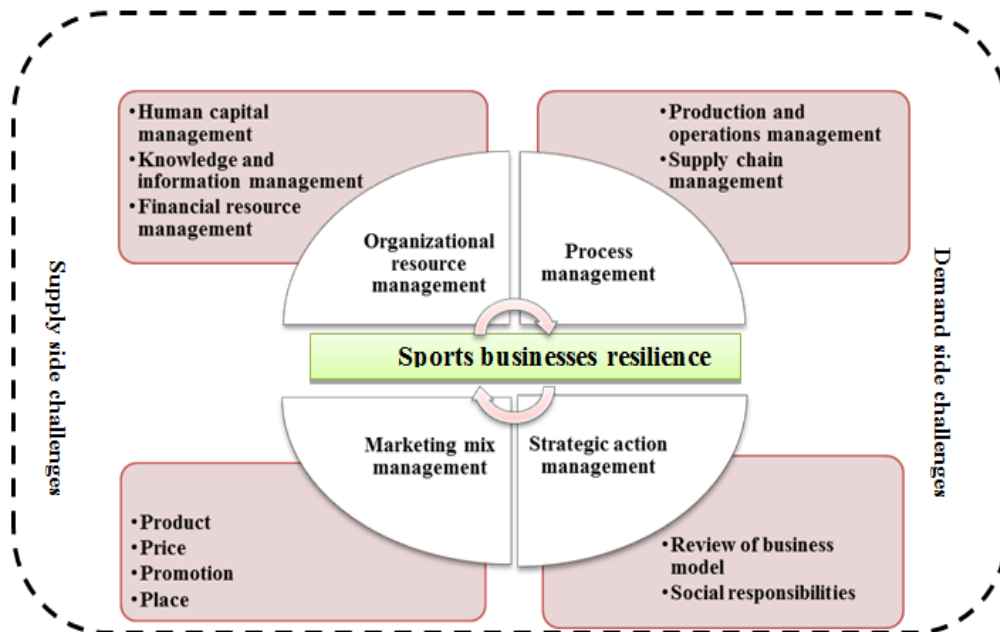 •Human capital
management
•Knowledge and
information management
•Financial resource
management
•Production and
operations management
•Supply chain
management
Organizational
resource
management
Process
management
Supply side challenges
Sports businesses resilience
Demand side challenges
Marketing mix
management
Strategic action
management
•Product
•Price
•Promotion
•Place
•Review of business
model
•Social responsibilities